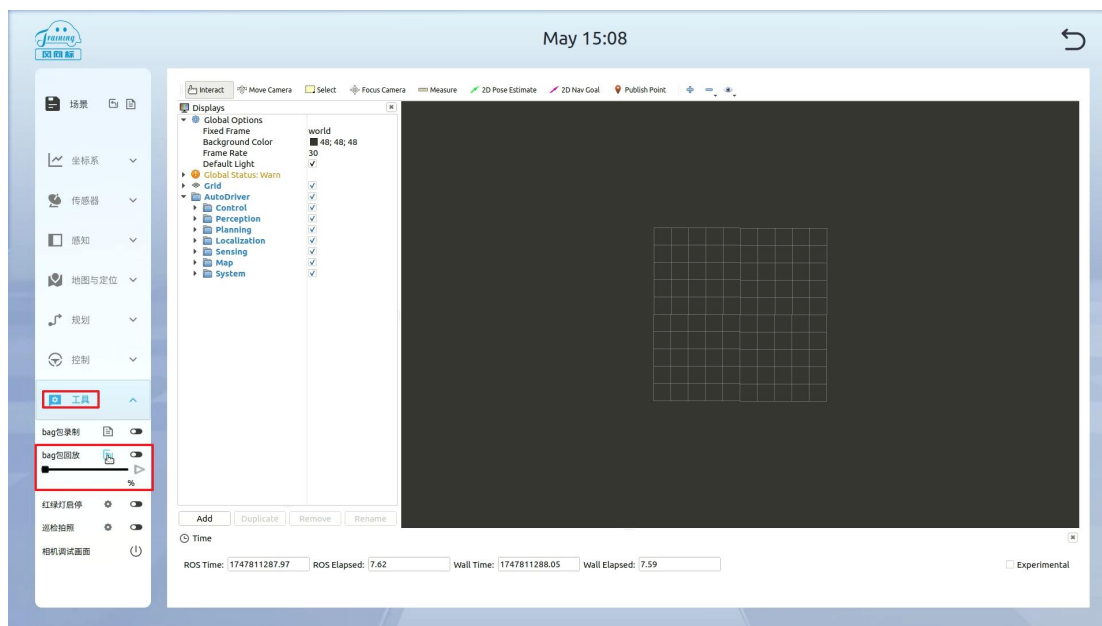 Training
风向标
May 15:08
场景
坐标系
传感器
感知
地图与定位
规划
控制
工具
bag包录制
bag包回放
%
红绿灯启停
巡检拍照
相机调试画面
Interact Move Camera Select Focus Camera Measure 2D Pose Estimate 2D Nav Goal Publish Point
Displays
Global Options
Fixed Frame world
Background Color 48; 48; 48
Frame Rate 30
Default Light
Global Status: Warn
Grid
AutoDriver
Control
Perception
Planning
Localization
Sensing
Map
System
Add Duplicate Remove Rename
Time
ROS Time: 1747811287.97 ROS Elapsed: 7.62 Wall Time: 1747811288.05 Wall Elapsed: 7.59 Experimental